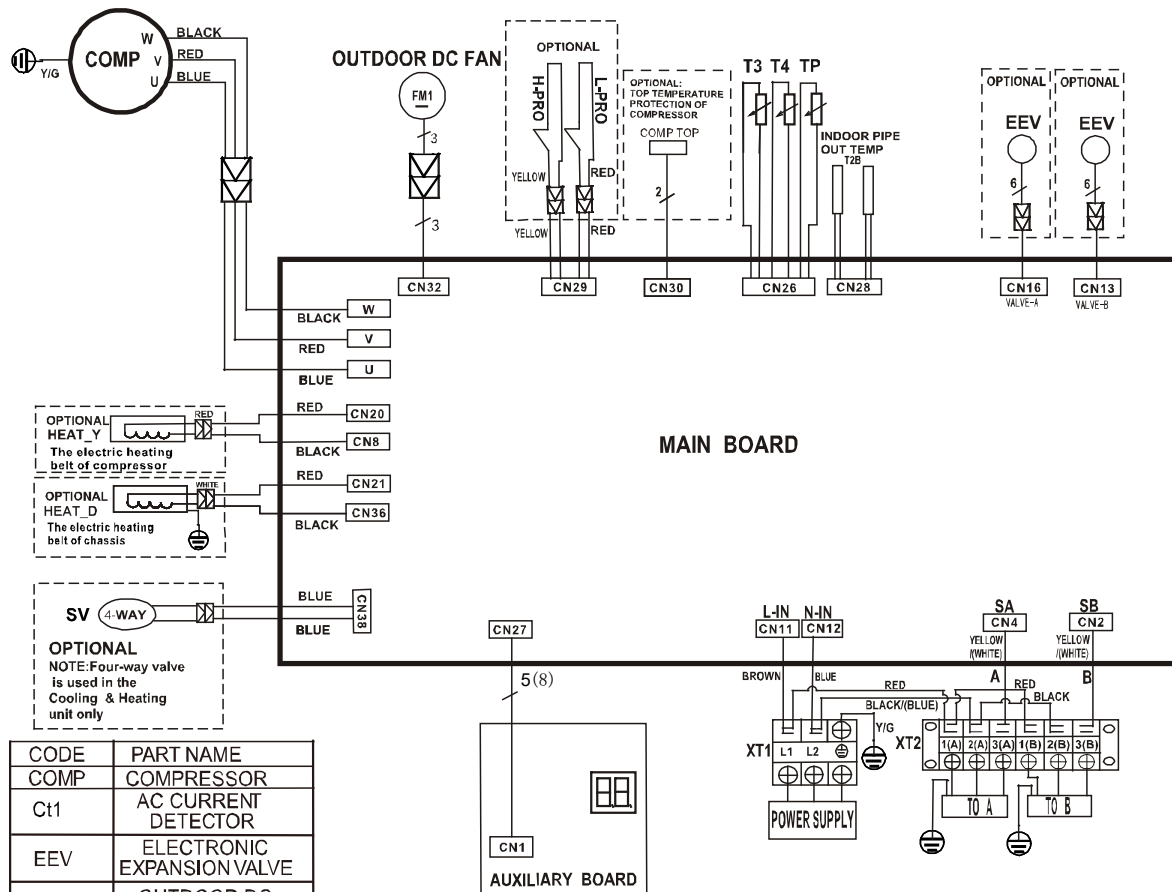 W
BLACK
COMP
V
RED
U
BLUE
Y/G
OUTDOOR DC FAN
FM1
3
3
OPTIONAL
H-PRO
L-PRO
YELLOW
RED
YELLOW
RED
OPTIONAL:
TOP TEMPERATURE
PROTECTION OF
COMPRESSOR
COMP TOP
2
T3 T4 TP
INDOOR PIPE
OUT TEMP
T2B
OPTIONAL
EEV
6
OPTIONAL
EEV
6
CN32
CN29
CN30
CN26
CN28
CN16
VALVE-A
CN13
VALVE-B
BLACK
W
RED
V
BLUE
U
OPTIONAL
HEAT_Y
RED
The electric heating
belt of compressor
RED
CN20
BLACK
CN8
OPTIONAL
HEAT_D
WHITE
The electric heating
belt of chassis
RED
CN21
BLACK
CN36
MAIN BOARD
SV
4-WAY
OPTIONAL
NOTE:Four-way valve
is used in the
Cooling & Heating
unit only
BLUE
BLUE
CN38
CN27
5(8)
L-IN N-IN
CN11 CN12
SA
CN4
YELLOW
/(WHITE)
SB
CN2
YELLOW
/(WHITE)
BROWN
BLUE
RED
BLACK/(BLUE)
A
RED
BLACK
B
Y/G
XT1
L1 L2
POWER SUPPLY
XT2
1(A) 2(A) 3(A) 1(B) 2(B) 3(B)
TO A
TO B
CN1
AUXILIARY BOARD
CODE PART NAME
COMP COMPRESSOR
Ct1 AC CURRENT
DETECTOR
EEV ELECTRONIC
EXPANSION VALVE
OUTDOOR DC